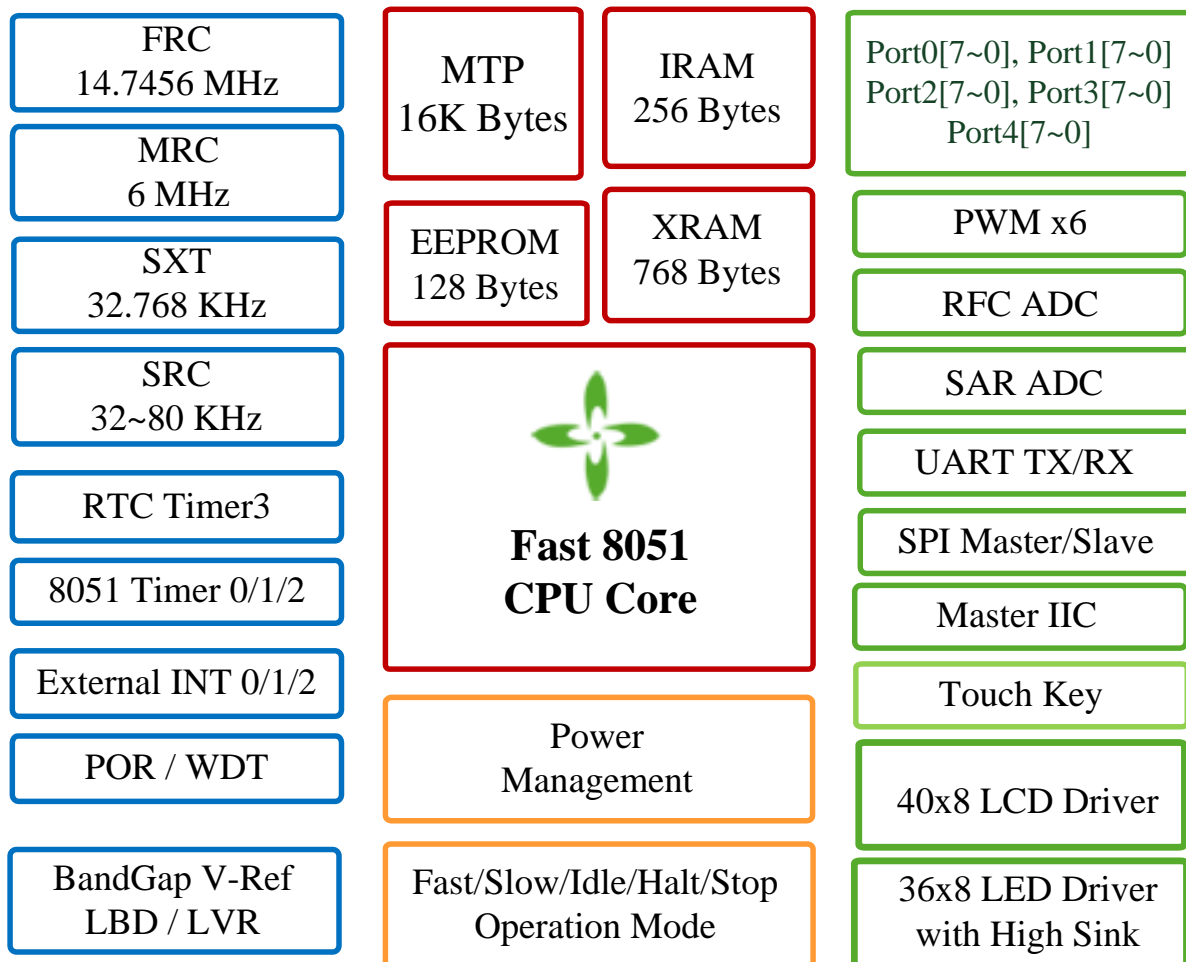 FRC
14.7456 MHz
MRC
6 MHz
SXT
32.768 KHz
SRC
32~80 KHz
RTC Timer3
8051 Timer 0/1/2
External INT 0/1/2
POR / WDT
BandGap V-Ref
LBD / LVR
MTP
16K Bytes
IRAM
256 Bytes
EEPROM
128 Bytes
XRAM
768 Bytes
Fast 8051
CPU Core
Power
Management
Fast/Slow/Idle/Halt/Stop
Operation Mode
Port0[7~0], Port1[7~0]
Port2[7~0], Port3[7~0]
Port4[7~0]
PWM x6
RFC ADC
SAR ADC
UART TX/RX
SPI Master/Slave
Master IIC
Touch Key
40x8 LCD Driver
36x8 LED Driver
with High Sink